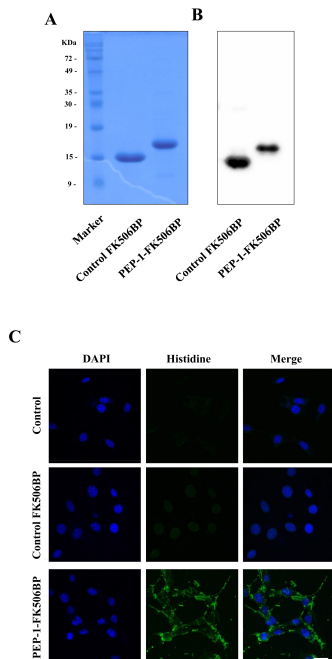 A
B
KDa
72 -
49 -
35 -
30 -
19 -
15 -
9 -
Marker
Control FK506BP
PEP-1-FK506BP
Control FK506BP
PEP-1-FK506BP
C
DAPI
Histidine
Merge
Control
Control FK506BP
PEP-1-FK506BP